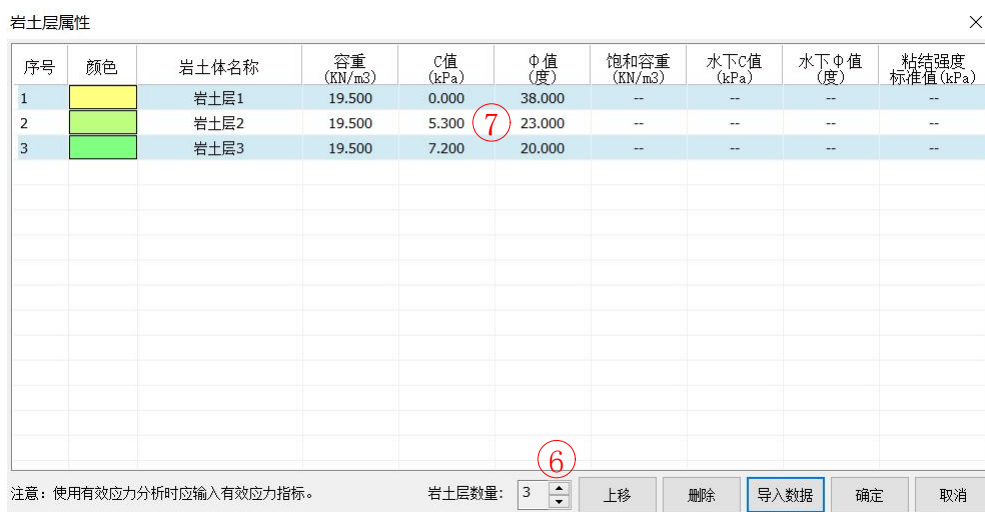 岩土层属性
序号 颜色 岩土体名称 容重 (KN/m3) C值 (kPa) Φ值 (度) 饱和容重 (KN/m3) 水下C值 (kPa) 水下Φ值 (度) 粘结强度 标准值(kPa)
1 岩土层1 19.500 0.000 38.000 -- -- -- --
2 岩土层2 19.500 5.300 ⑦ 23.000 -- -- -- --
3 岩土层3 19.500 7.200 20.000 -- -- -- --
⑥
注意：使用有效应力分析时应输入有效应力指标。 岩土层数量： 3 上移 删除 导入数据 确定 取消